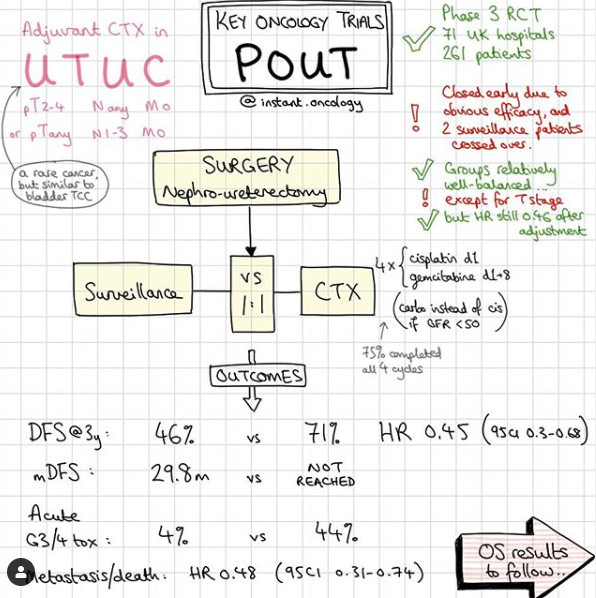 Adjuvant CTX in
UTUC
pT2-4 Nany M0
or pTany N1-3 M0
a rare cancer,
but similar to
bladder TCC
KEY ONCOLOGY TRIALS
POUT
@instant.oncology
Phase 3 RCT
71 UK hospitals
261 patients
! Closed early due to
obvious efficacy, and
2 surveillance patients
crossed over.
Groups relatively
well-balanced...
! except for T stage
but HR still 0.46 after
adjustment
SURGERY
Nephro-ureterectomy
Surveillance
VS
1:1
CTX
4x { cisplatin d1
gemcitabine d1+8
(carbo instead of cis
if GFR <50)
75% completed
all 4 cycles
OUTCOMES
DFS@3y: 46% vs 71% HR 0.45 (95CI 0.3-0.68)
mDFS: 29.8m vs NOT
REACHED
Acute
G3/4 tox: 4% vs 44%
Metastasis/death: HR 0.48 (95CI 0.31-0.74)
OS results
to follow...